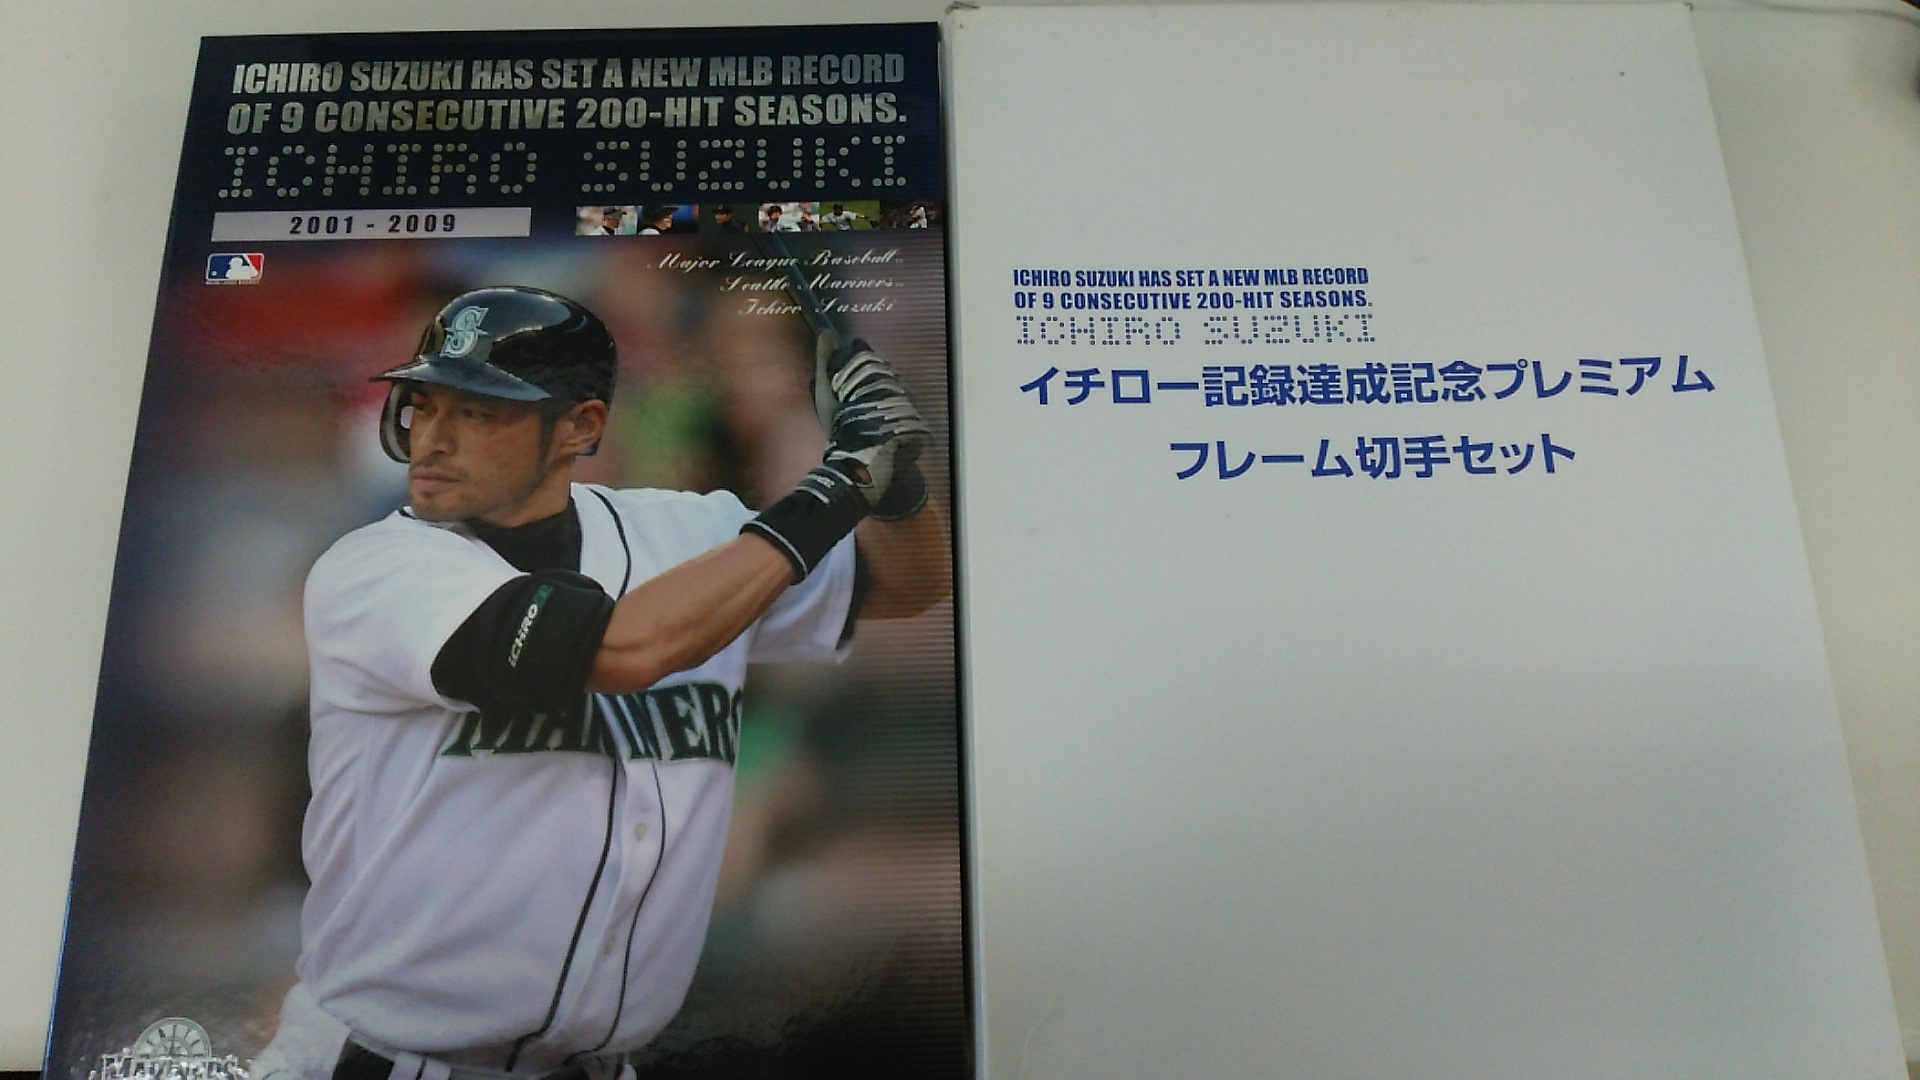 ICHIRO SUZUKI HAS SET A NEW MLB RECORD
OF 9 CONSECUTIVE 200-HIT SEASONS.
ICHIRO SUZUKI
2001 - 2009
Major League Baseball
Seattle Mariners
Ichiro Suzuki
S
ICHIRO
MARINERS
MARINERS
ICHIRO SUZUKI HAS SET A NEW MLB RECORD
OF 9 CONSECUTIVE 200-HIT SEASONS.
ICHIRO SUZUKI
イチロー記録達成記念プレミアム
フレーム切手セット